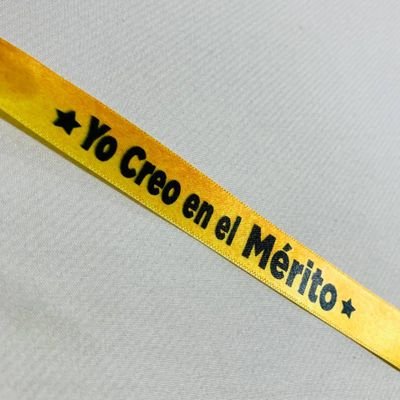 ★ Yo Creo en el Mérito ★